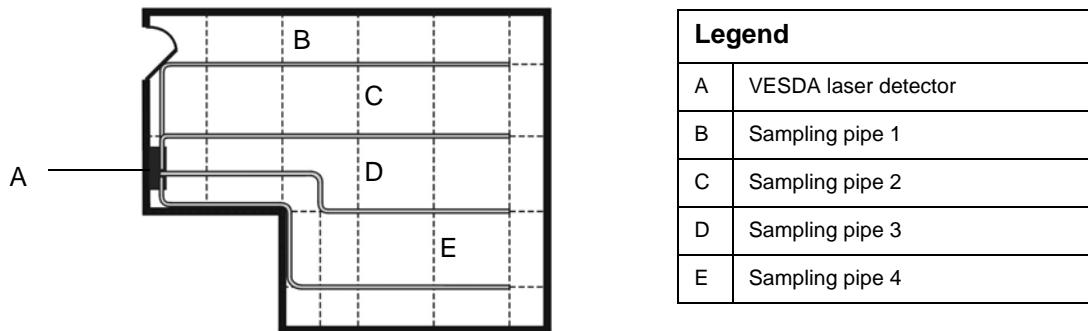 B
C
D
A
E
Legend
A VESDA laser detector
B Sampling pipe 1
C Sampling pipe 2
D Sampling pipe 3
E Sampling pipe 4